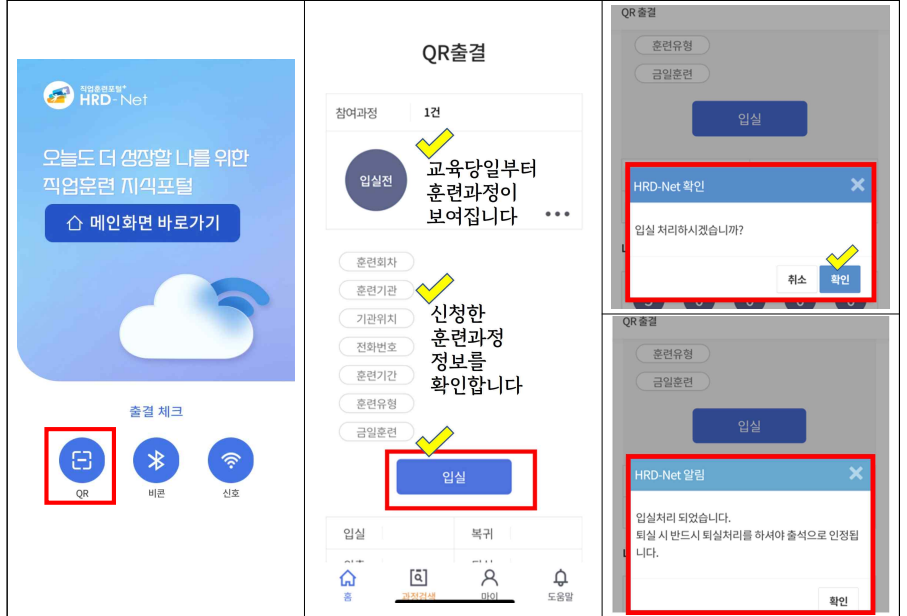 직업훈련포털
HRD-Net
오늘도 더 성장할 나를 위한
직업훈련 지식포털
메인화면 바로가기
출결 체크
QR
비콘
신호
QR출결
참여과정
1건
입실전
교육당일부터
훈련과정이
보여집니다
훈련회차
훈련기관
기관위치
전화번호
훈련기간
훈련유형
금일훈련
신청한
훈련과정
정보를
확인합니다
입실
입실
복귀
홈
과정검색
마이
도움말
QR출결
훈련유형
금일훈련
입실
HRD-Net 확인
입실 처리하시겠습니까?
취소
확인
QR출결
훈련유형
금일훈련
입실
HRD-Net 알림
입실처리 되었습니다.
퇴실 시 반드시 퇴실처리를 하셔야 출석으로 인정됩
니다.
확인